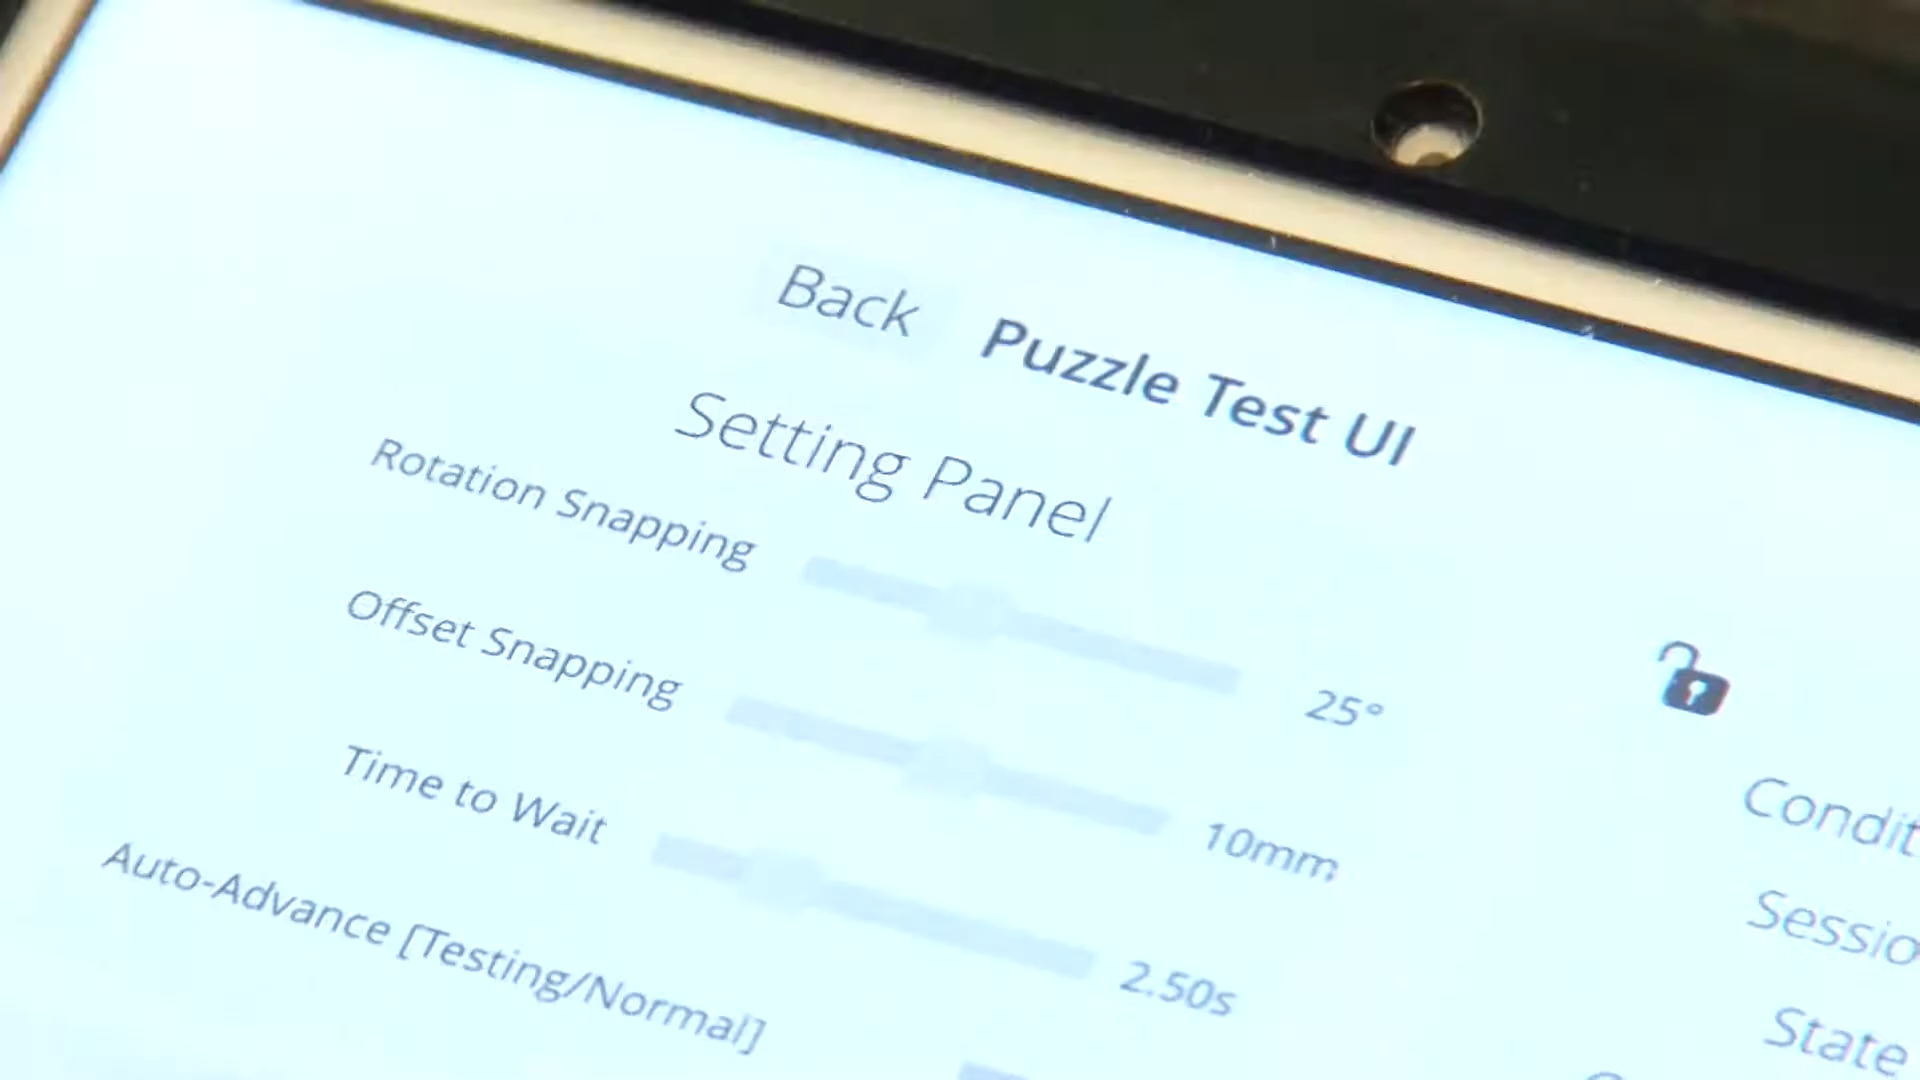 Back Puzzle Test UI
Setting Panel
Rotation Snapping 25°
Offset Snapping 10mm
Time to Wait 2.50s
Auto-Advance [Testing/Normal]
State